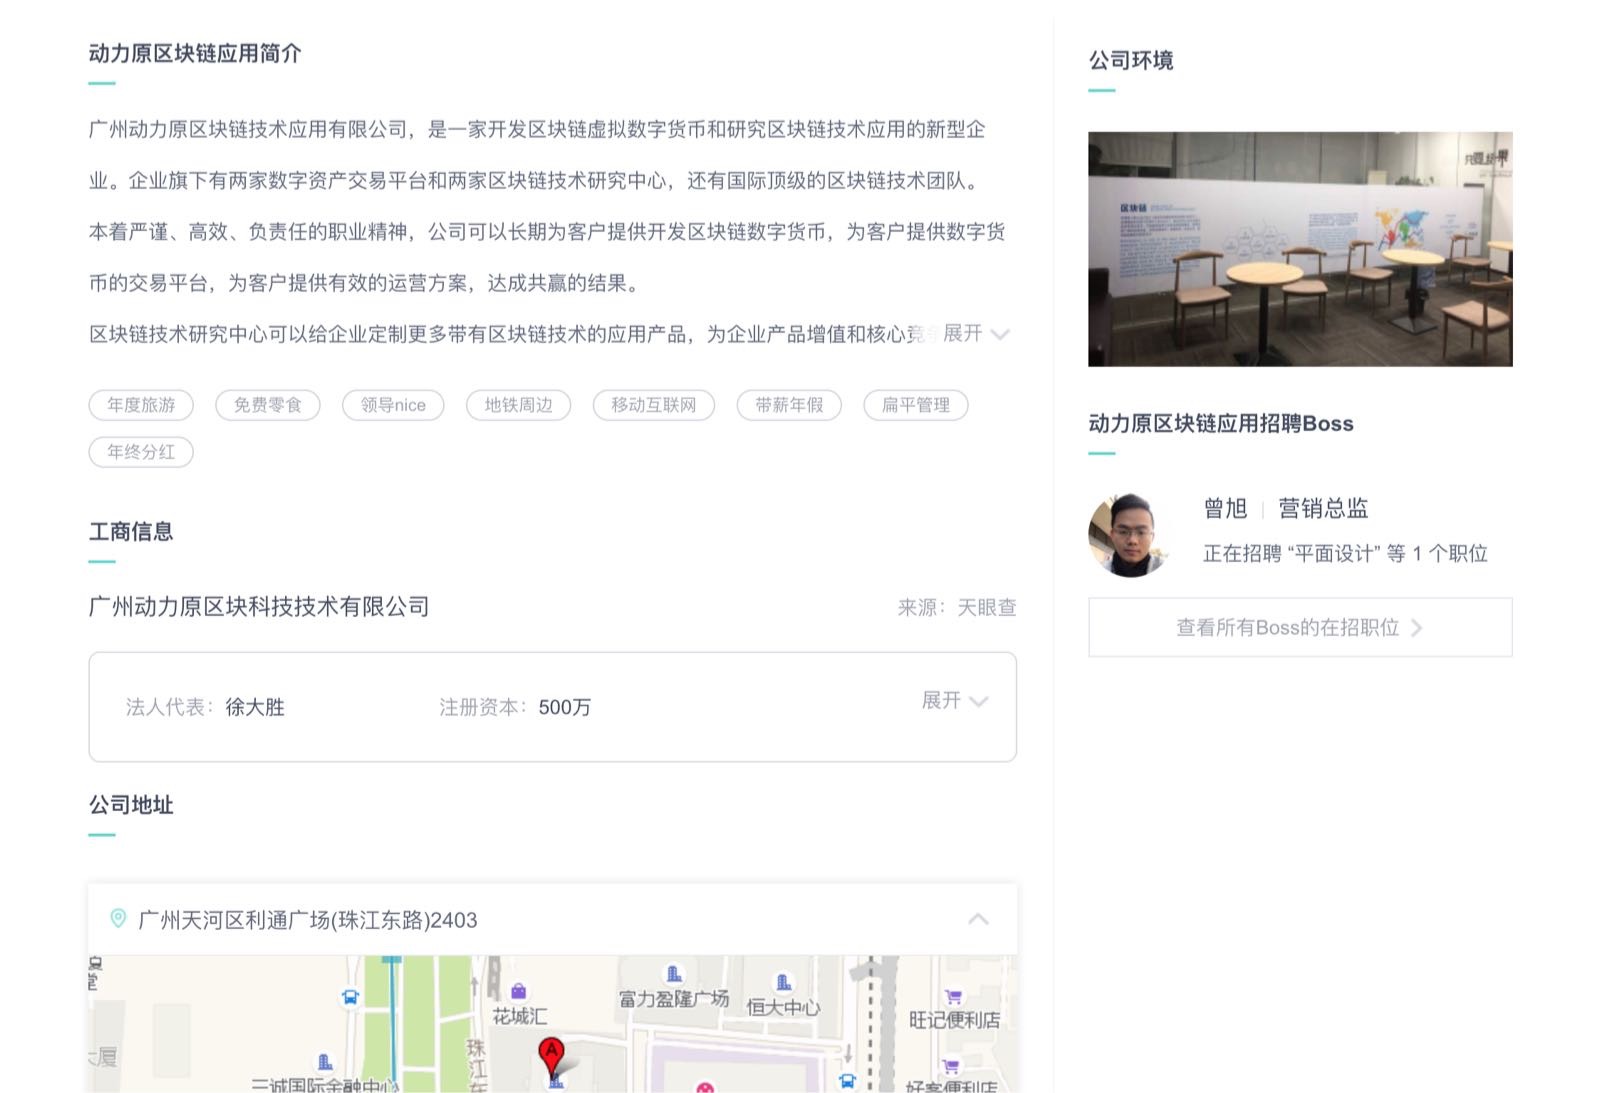 动力原区块链应用简介
广州动力原区块链技术应用有限公司，是一家开发区块链虚拟数字货币和研究区块链技术应用的新型企
业。企业旗下有两家数字资产交易平台和两家区块链技术研究中心，还有国际顶级的区块链技术团队。
本着严谨、高效、负责任的职业精神，公司可以长期为客户提供开发区块链数字货币，为客户提供数字货
币的交易平台，为客户提供有效的运营方案，达成共赢的结果。
区块链技术研究中心可以给企业定制更多带有区块链技术的应用产品，为企业产品增值和核心竞争 展开
年度旅游 免费零食 领导nice 地铁周边 移动互联网 带薪年假 扁平管理
年终分红
工商信息
广州动力原区块科技技术有限公司 来源：天眼查
法人代表：徐大胜 注册资本：500万 展开
公司地址
广州天河区利通广场(珠江东路)2403
富力盈隆广场
恒大中心
花城汇
旺记便利店
大厦
珠江东
A
三诚国际金融中心
好客便利店
公司环境
区块链
动力原区块链应用招聘Boss
曾旭 营销总监
正在招聘 “平面设计” 等 1 个职位
查看所有Boss的在招职位